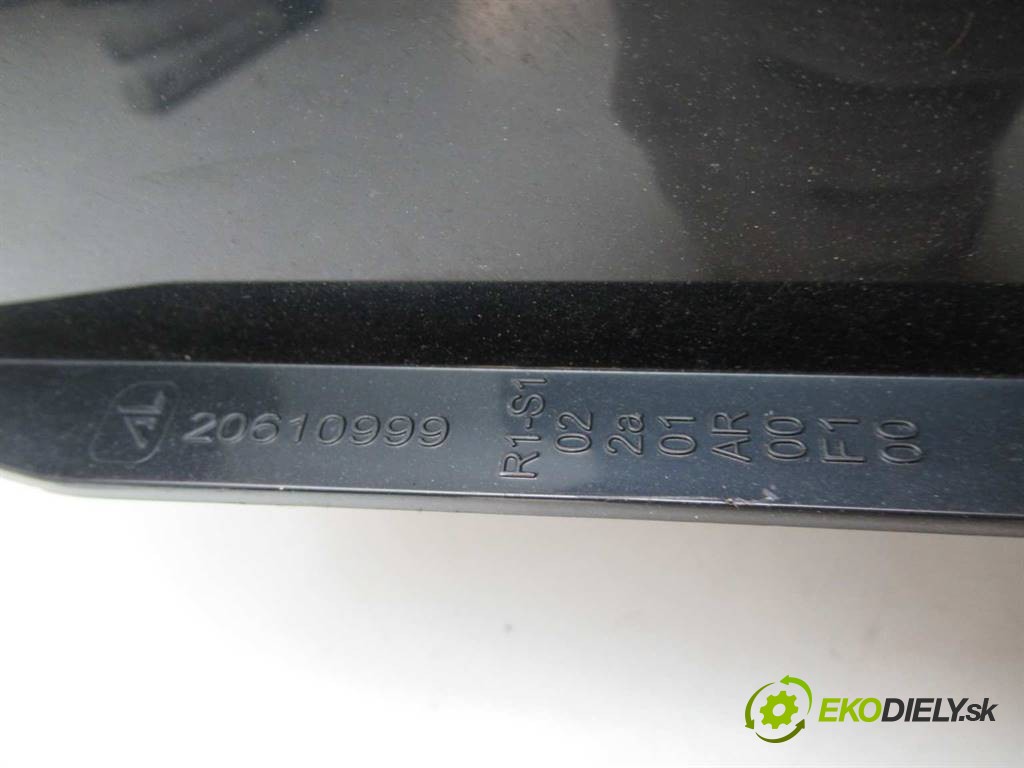 AL 20610999
R1-S1
02
2a
01
AR
00
F1
00
EKODIELY.sk